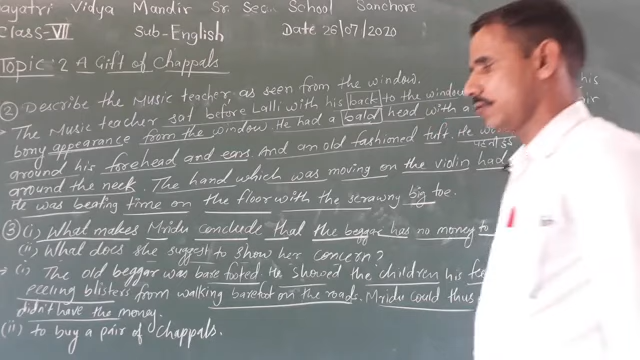 ayatri Vidya Mandir Sr. Sec. School Sanchore
Class-VII Sub-English Date 26/07/2020
Topic: 2 A Gift of Chappals
② Describe the Music teacher, as seen from the window.
The Music teacher sat before Lalli with his back to the window his
bony appearance from the window. He had a bald head with a
around his forehead and ears. And an old fashioned tuft. He
around the neck. The hand which was moving on the violin had
He was beating time on the floor with the scrawny big toe.
③ (i) What makes Mridu conclude that the beggar has no money to
(ii) What does she suggest to show her concern?
(i) The old beggar was bare footed. He showed the children his
peeling blisters from walking barefoot on the roads. Mridu could thus
didn't have the money.
(ii) to buy a pair of Chappals.